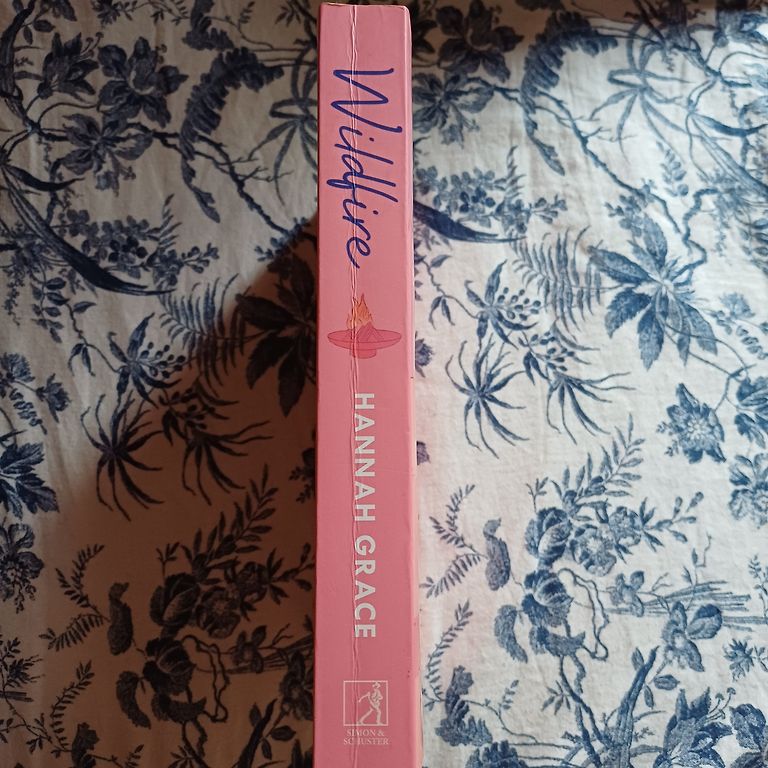 Wildfire
HANNAH GRACE
SIMON &
SCHUSTER